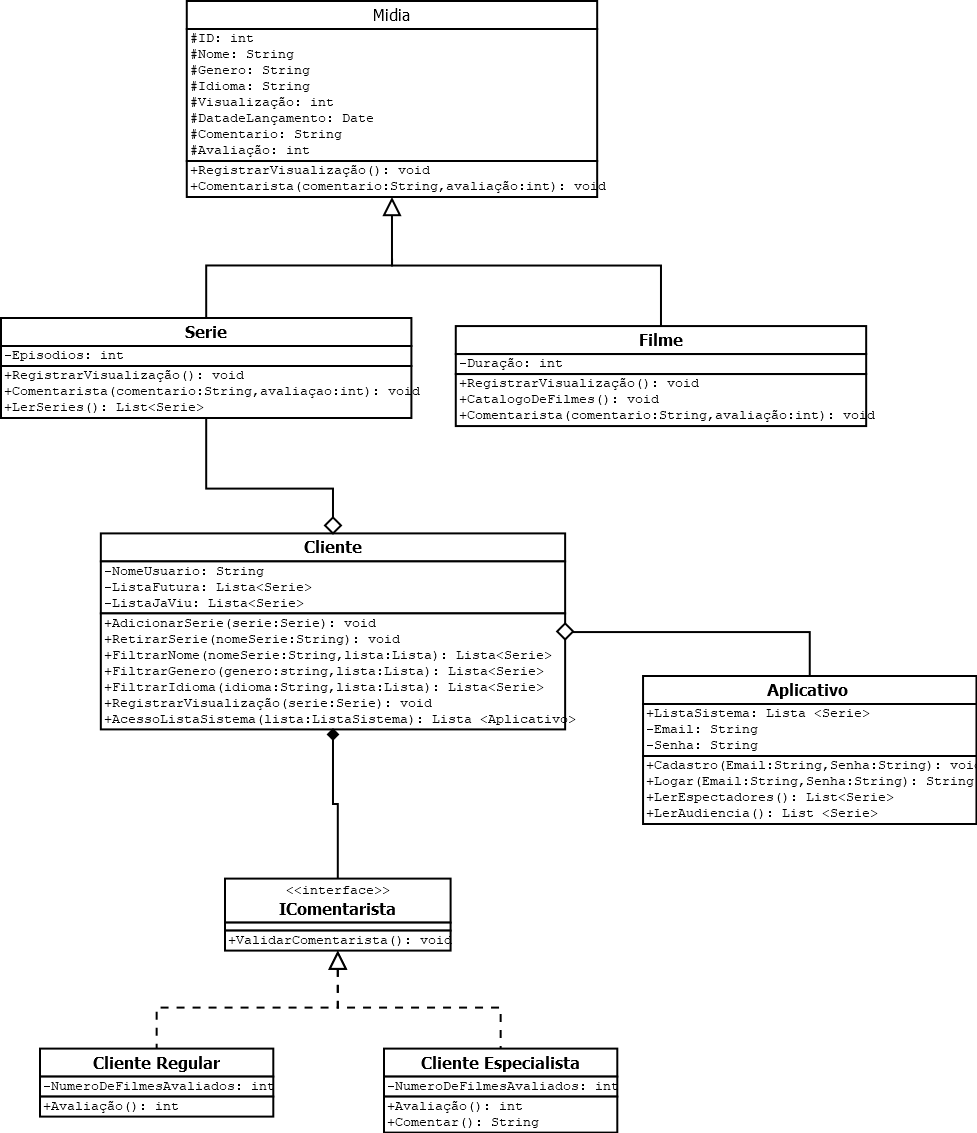 Midia
#ID: int
#Nome: String
#Genero: String
#Idioma: String
#Visualização: int
#DatadeLançamento: Date
#Comentario: String
#Avaliação: int
+RegistrarVisualização(): void
+Comentarista(comentario:String,avaliação:int): void
Serie
-Episodios: int
+RegistrarVisualização(): void
+Comentarista(comentario:String,avaliaçao:int): void
+LerSeries(): List<Serie>
Filme
-Duração: int
+RegistrarVisualização(): void
+CatalogoDeFilmes(): void
+Comentarista(comentario:String,avaliação:int): void
Cliente
-NomeUsuario: String
-ListaFutura: Lista<Serie>
-ListaJaViu: Lista<Serie>
+AdicionarSerie(serie:Serie): void
+RetirarSerie(nomeSerie:String): void
+FiltrarNome(nomeSerie:String,lista:Lista): Lista<Serie>
+FiltrarGenero(genero:string,lista:Lista): Lista<Serie>
+FiltrarIdioma(idioma:String,lista:Lista): Lista<Serie>
+RegistrarVisualização(serie:Serie): void
+AcessoListaSistema(lista:ListaSistema): Lista <Aplicativo>
Aplicativo
+ListaSistema: Lista <Serie>
-Email: String
-Senha: String
+Cadastro(Email:String,Senha:String): voi
+Logar(Email:String,Senha:String): String
+LerEspectadores(): List<Serie>
+LerAudiencia(): List <Serie>
<<interface>>
IComentarista
+ValidarComentarista(): void
Cliente Regular
-NumeroDeFilmesAvaliados: int
+Avaliação(): int
Cliente Especialista
-NumeroDeFilmesAvaliados: int
+Avaliação(): int
+Comentar(): String